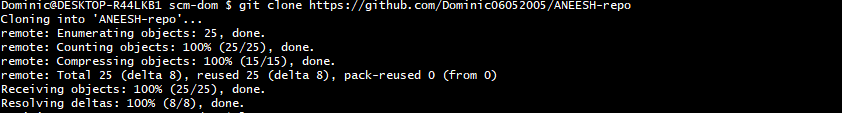 Dominic@DESKTOP-R44LKB1 scm-dom $ git clone https://github.com/Dominic06052005/ANEESH-repo
Cloning into 'ANEESH-repo'...
remote: Enumerating objects: 25, done.
remote: Counting objects: 100% (25/25), done.
remote: Compressing objects: 100% (15/15), done.
remote: Total 25 (delta 8), reused 25 (delta 8), pack-reused 0 (from 0)
Receiving objects: 100% (25/25), done.
Resolving deltas: 100% (8/8), done.